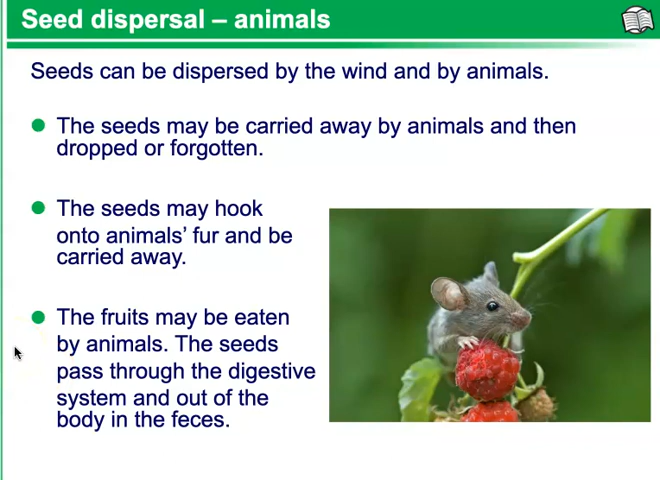 Seed dispersal – animals
Seeds can be dispersed by the wind and by animals.
The seeds may be carried away by animals and then
dropped or forgotten.
The seeds may hook
onto animals’ fur and be
carried away.
The fruits may be eaten
by animals. The seeds
pass through the digestive
system and out of the
body in the feces.